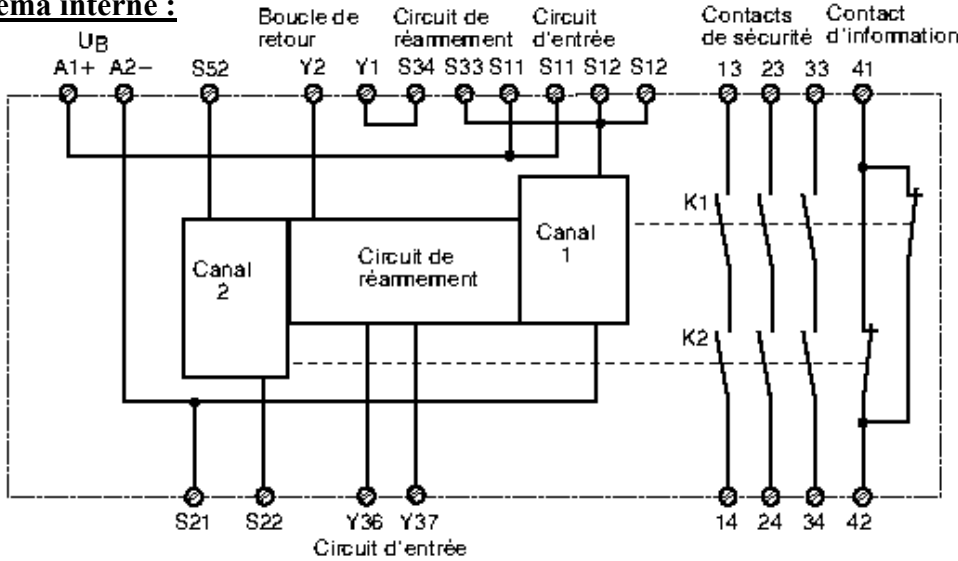 éma interne :
Boucle de retour
Circuit de réarmement
Circuit d'entrée
Contacts de sécurité
Contact d'information
UB
A1+ A2− S52 Y2 Y1 S34 S33 S11 S11 S12 S12 13 23 33 41
K1
Canal 1
Canal 2
Circuit de réarmement
K2
S21 S22 Y36 Y37 14 24 34 42
Circuit d'entrée